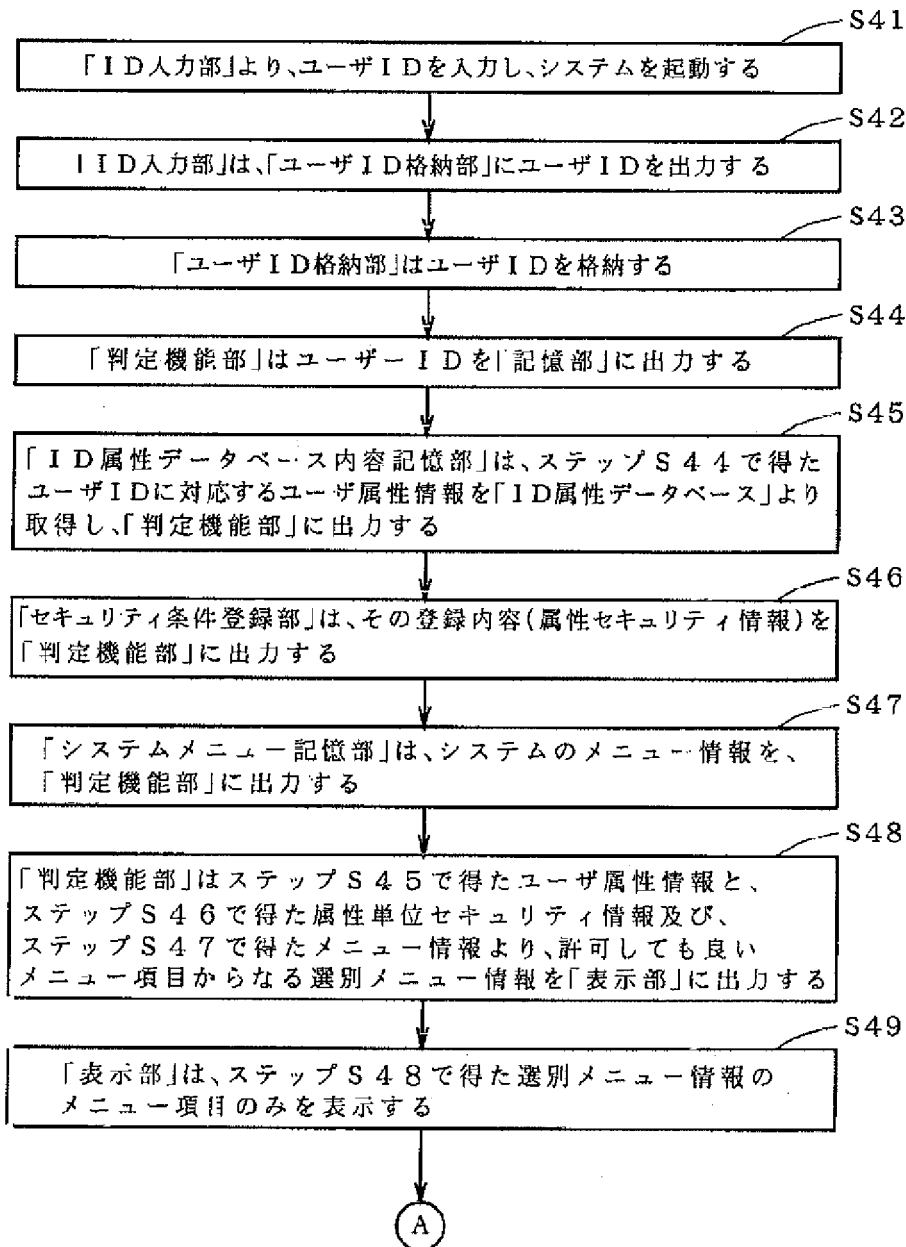 S41
「ID入力部」より、ユーザIDを入力し、システムを起動する
S42
「ID入力部」は、「ユーザID格納部」にユーザIDを出力する
S43
「ユーザID格納部」はユーザIDを格納する
S44
「判定機能部」はユーザーIDを「記憶部」に出力する
S45
「ID属性データベース内容記憶部」は、ステップS44で得た
ユーザIDに対応するユーザ属性情報を「ID属性データベース」より
取得し、「判定機能部」に出力する
S46
「セキュリティ条件登録部」は、その登録内容(属性セキュリティ情報)を
「判定機能部」に出力する
S47
「システムメニュー記憶部」は、システムのメニュー情報を、
「判定機能部」に出力する
S48
「判定機能部」はステップS45で得たユーザ属性情報と、
ステップS46で得た属性単位セキュリティ情報及び、
ステップS47で得たメニュー情報より、許可しても良い
メニュー項目からなる選別メニュー情報を「表示部」に出力する
S49
「表示部」は、ステップS48で得た選別メニュー情報の
メニュー項目のみを表示する
A